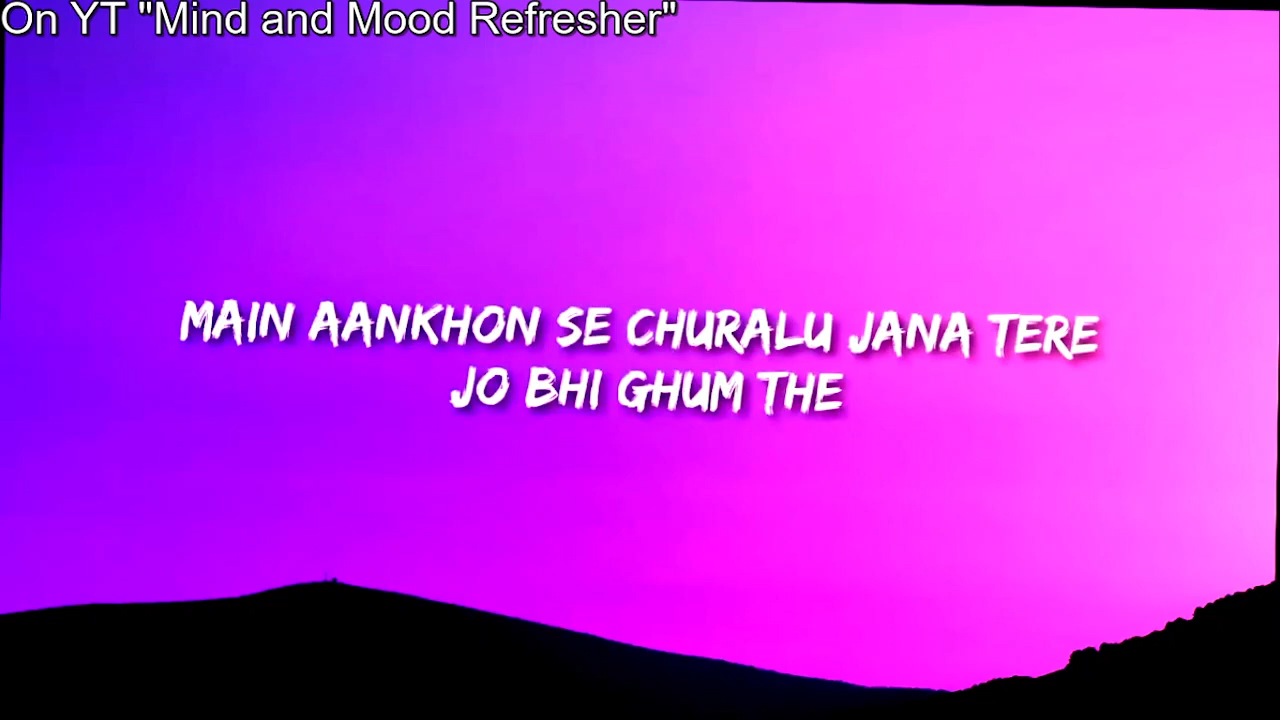 On YT "Mind and Mood Refresher"
MAIN AANKHON SE CHURALU JANA TERE
JO BHI GHUM THE